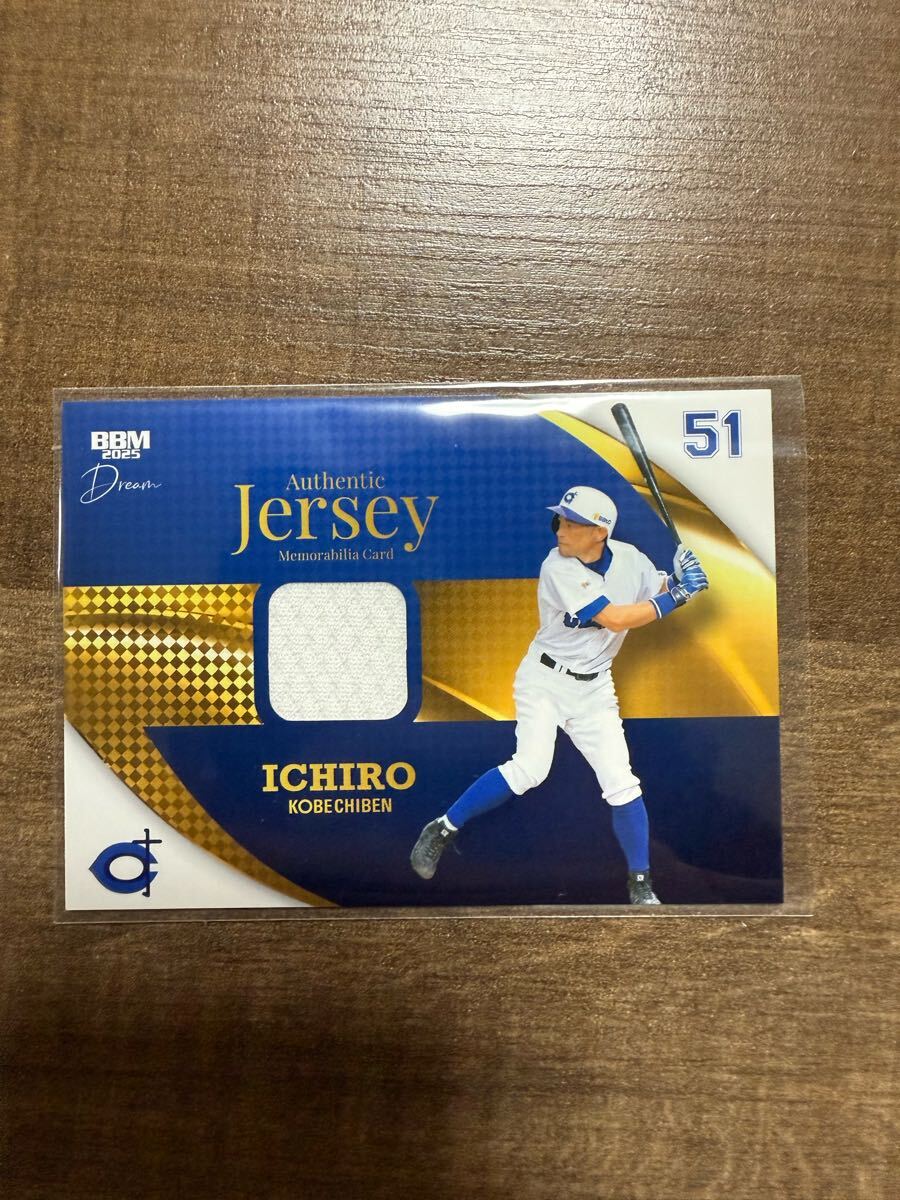 BBM
2025
Dream
Authentic
Jersey
Memorabilia Card
51
ICHIRO
KOBE CHIBEN